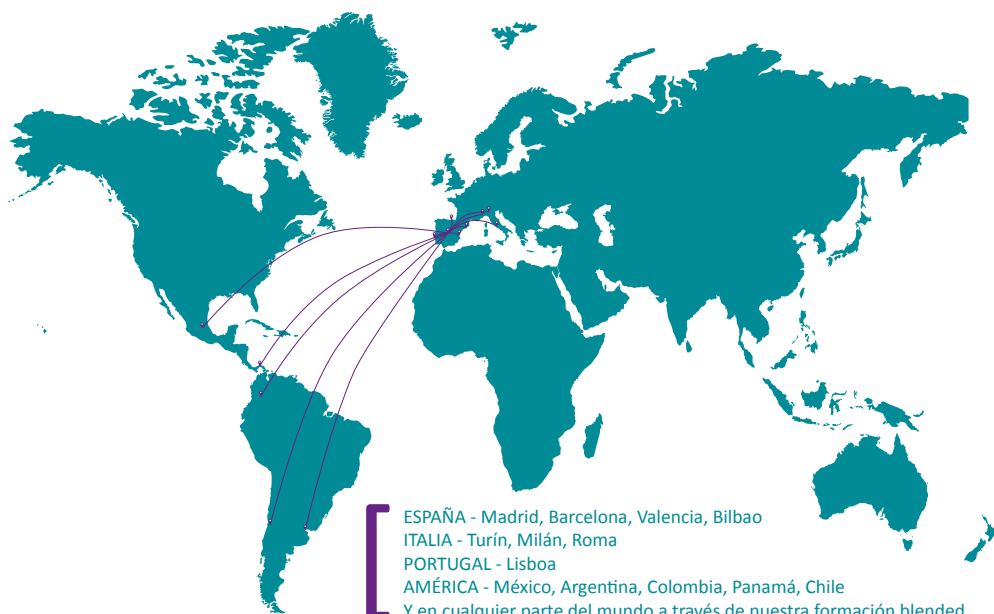 ESPAÑA - Madrid, Barcelona, Valencia, Bilbao
ITALIA - Turín, Milán, Roma
PORTUGAL - Lisboa
AMÉRICA - México, Argentina, Colombia, Panamá, Chile
Y en cualquier parte del mundo a través de nuestra formación blended